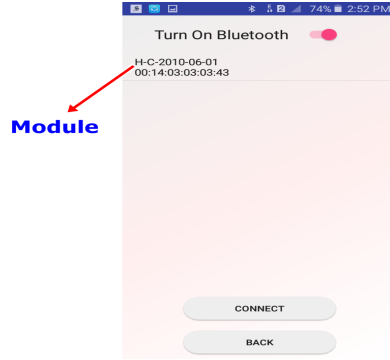 74% 2:52 PM
Turn On Bluetooth
H-C-2010-06-01
00:14:03:03:03:43
Module
CONNECT
BACK